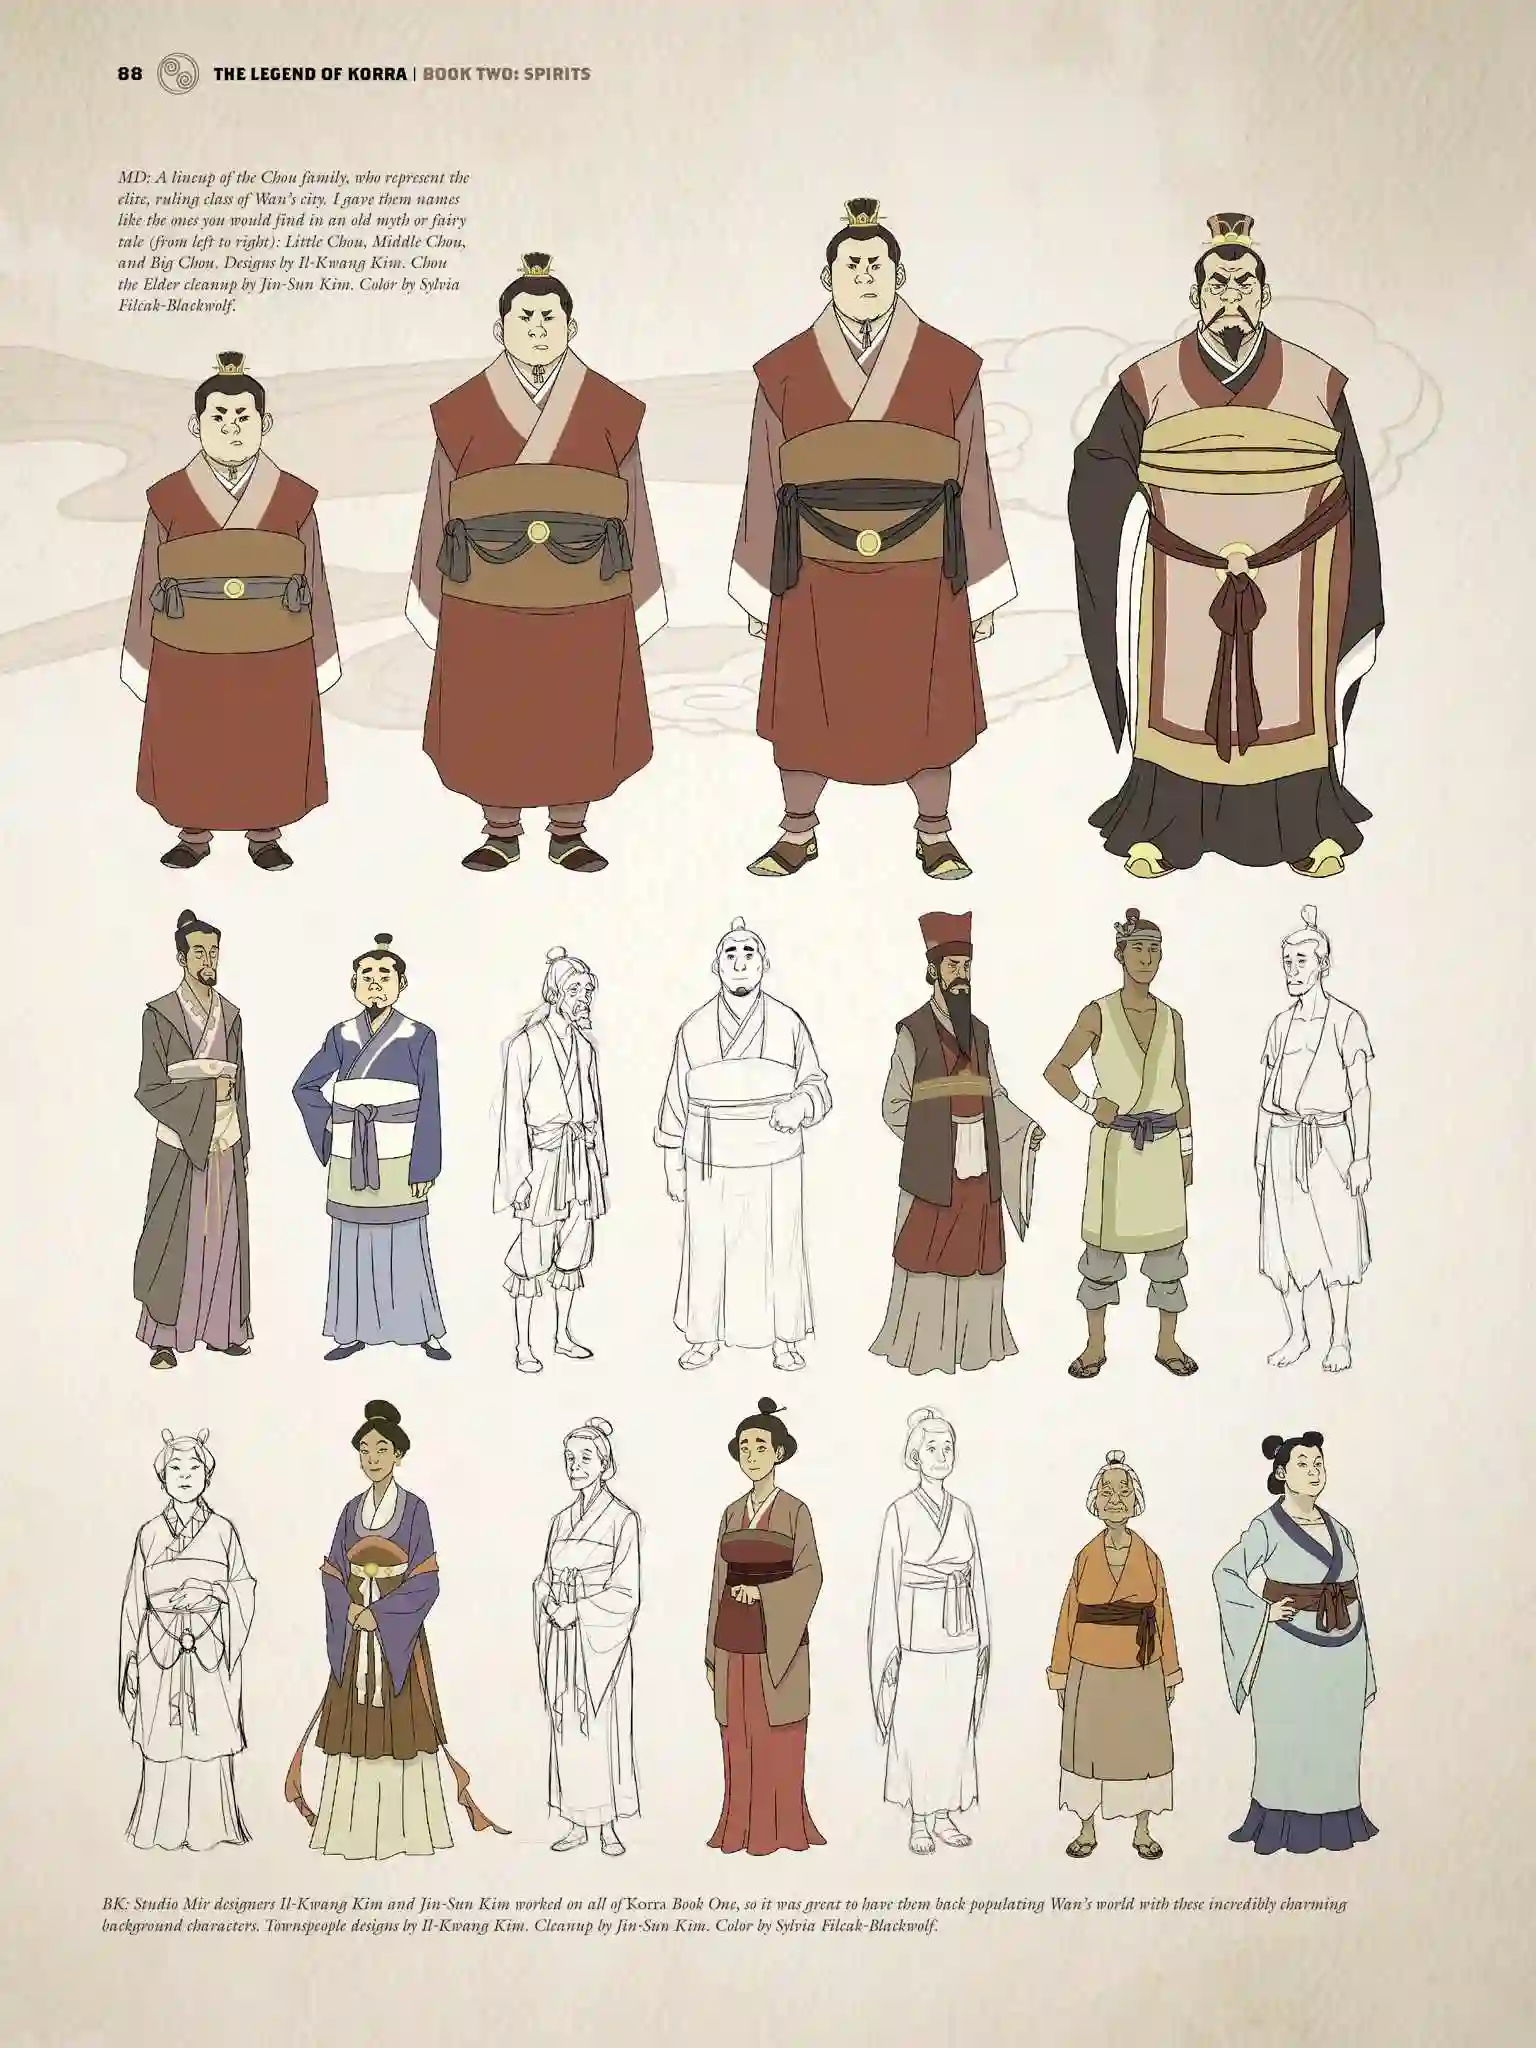 88 THE LEGEND OF KORRA | BOOK TWO: SPIRITS
MD: A lineup of the Chou family, who represent the
elite, ruling class of Wan's city. I gave them names
like the ones you would find in an old myth or fairy
tale (from left to right): Little Chou, Middle Chou,
and Big Chou. Designs by Il-Kwang Kim. Chou
the Elder cleanup by Jin-Sun Kim. Color by Sylvia
Filcak-Blackwolf.
BK: Studio Mir designers Il-Kwang Kim and Jin-Sun Kim worked on all of Korra Book One, so it was great to have them back populating Wan's world with these incredibly charming
background characters. Townspeople designs by Il-Kwang Kim. Cleanup by Jin-Sun Kim. Color by Sylvia Filcak-Blackwolf.